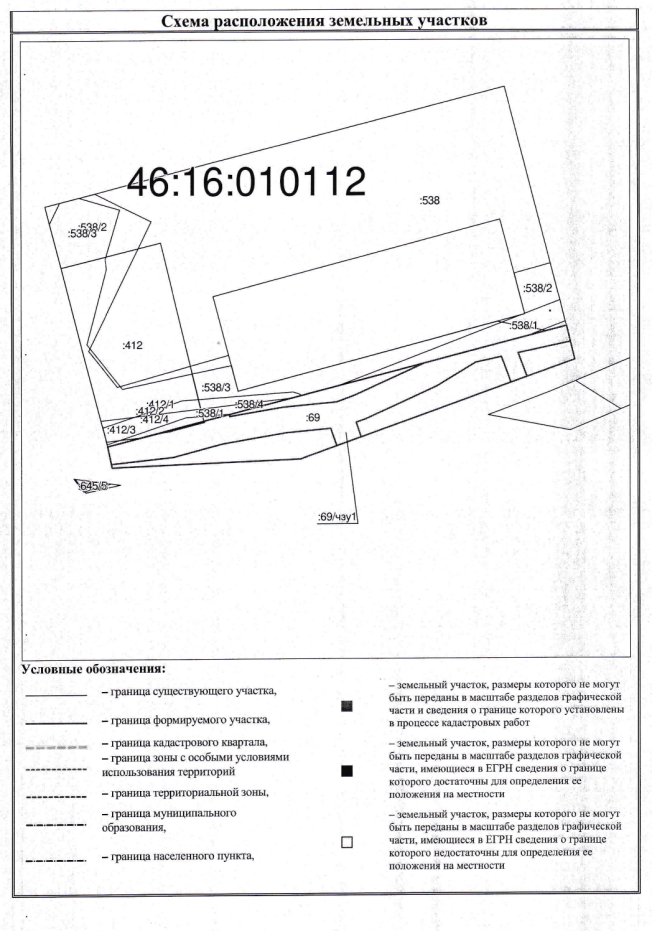 Схема расположения земельных участков
46:16:010112
:538
:538/2
:538/3
:538/2
:538/1
:412
:538/3
:412/1
:538/4
:412/2
:538/1
:412/4
:69
:412/3
:645/5
:69/чзу1
Условные обозначения:
– граница существующего участка,
– граница формируемого участка,
– граница кадастрового квартала,
– граница зоны с особыми условиями
использования территорий
– граница территориальной зоны,
– граница муниципального
образования,
– граница населенного пункта,
– земельный участок, размеры которого не могут
быть переданы в масштабе разделов графической
части и сведения о границе которого установлены
в процессе кадастровых работ
– земельный участок, размеры которого не могут
быть переданы в масштабе разделов графической
части, имеющиеся в ЕГРН сведения о границе
которого достаточны для определения ее
положения на местности
– земельный участок, размеры которого не могут
быть переданы в масштабе разделов графической
части, имеющиеся в ЕГРН сведения о границе
которого недостаточны для определения ее
положения на местности